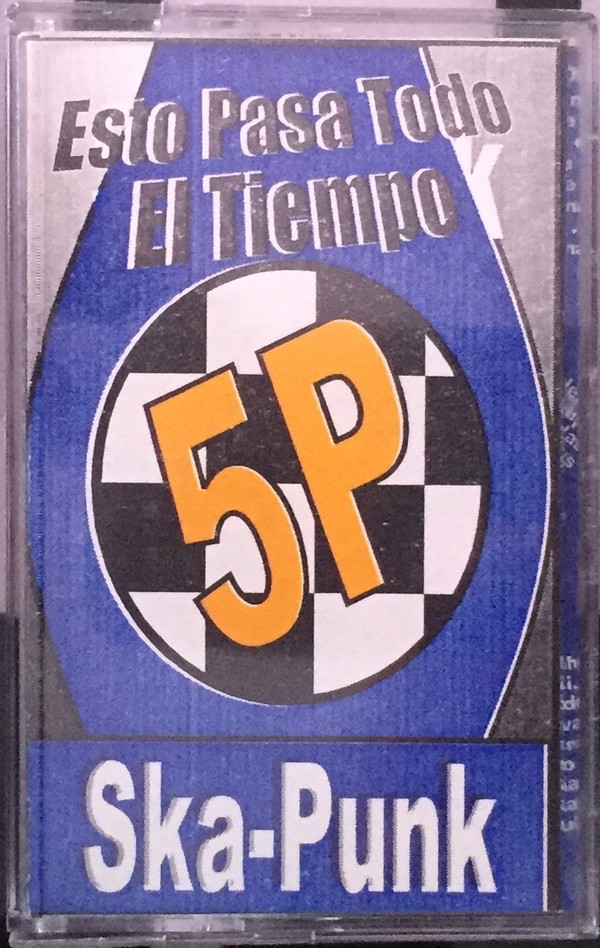 Esto Pasa Todo
El Tiempo
5P
Ska-Punk